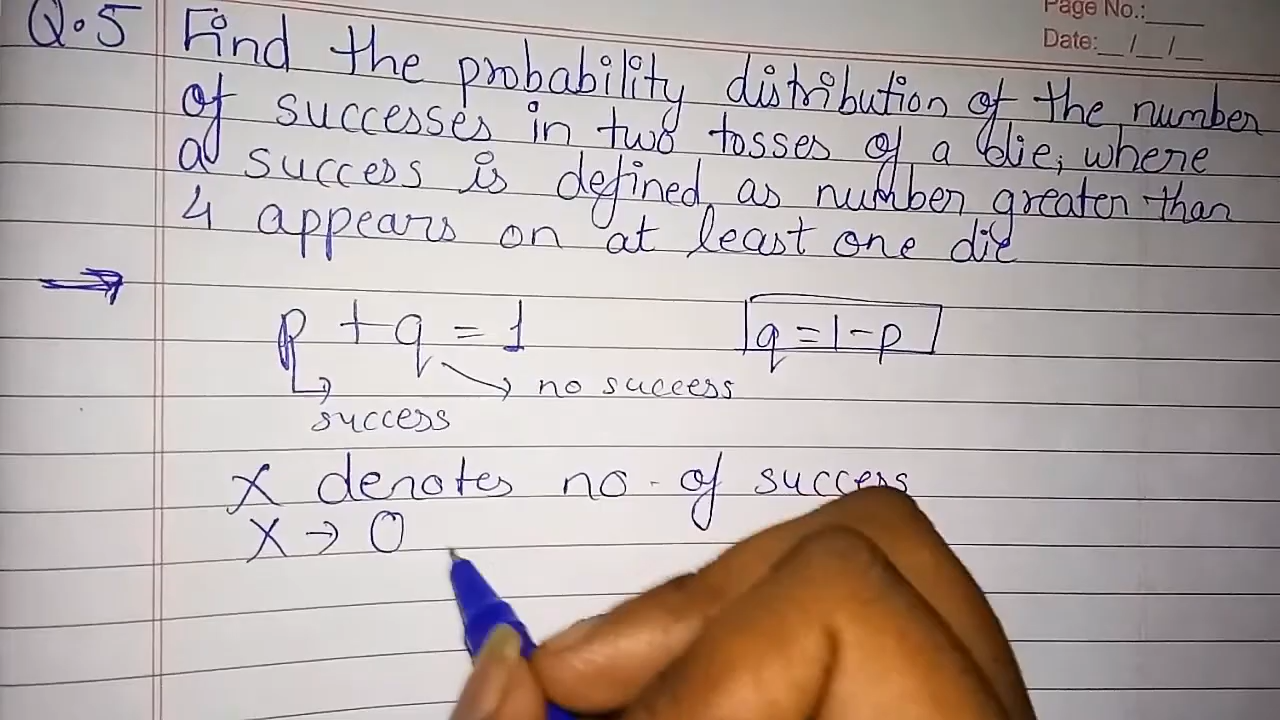 Page No.:
Date: / /
Q.5 Find the probability distribution of the number
of successes in two tosses of a die, where
a success is defined as number greater than
4 appears on at least one die
p + q = 1 q = 1 - p
no success
success
X denotes no. of success
X → 0